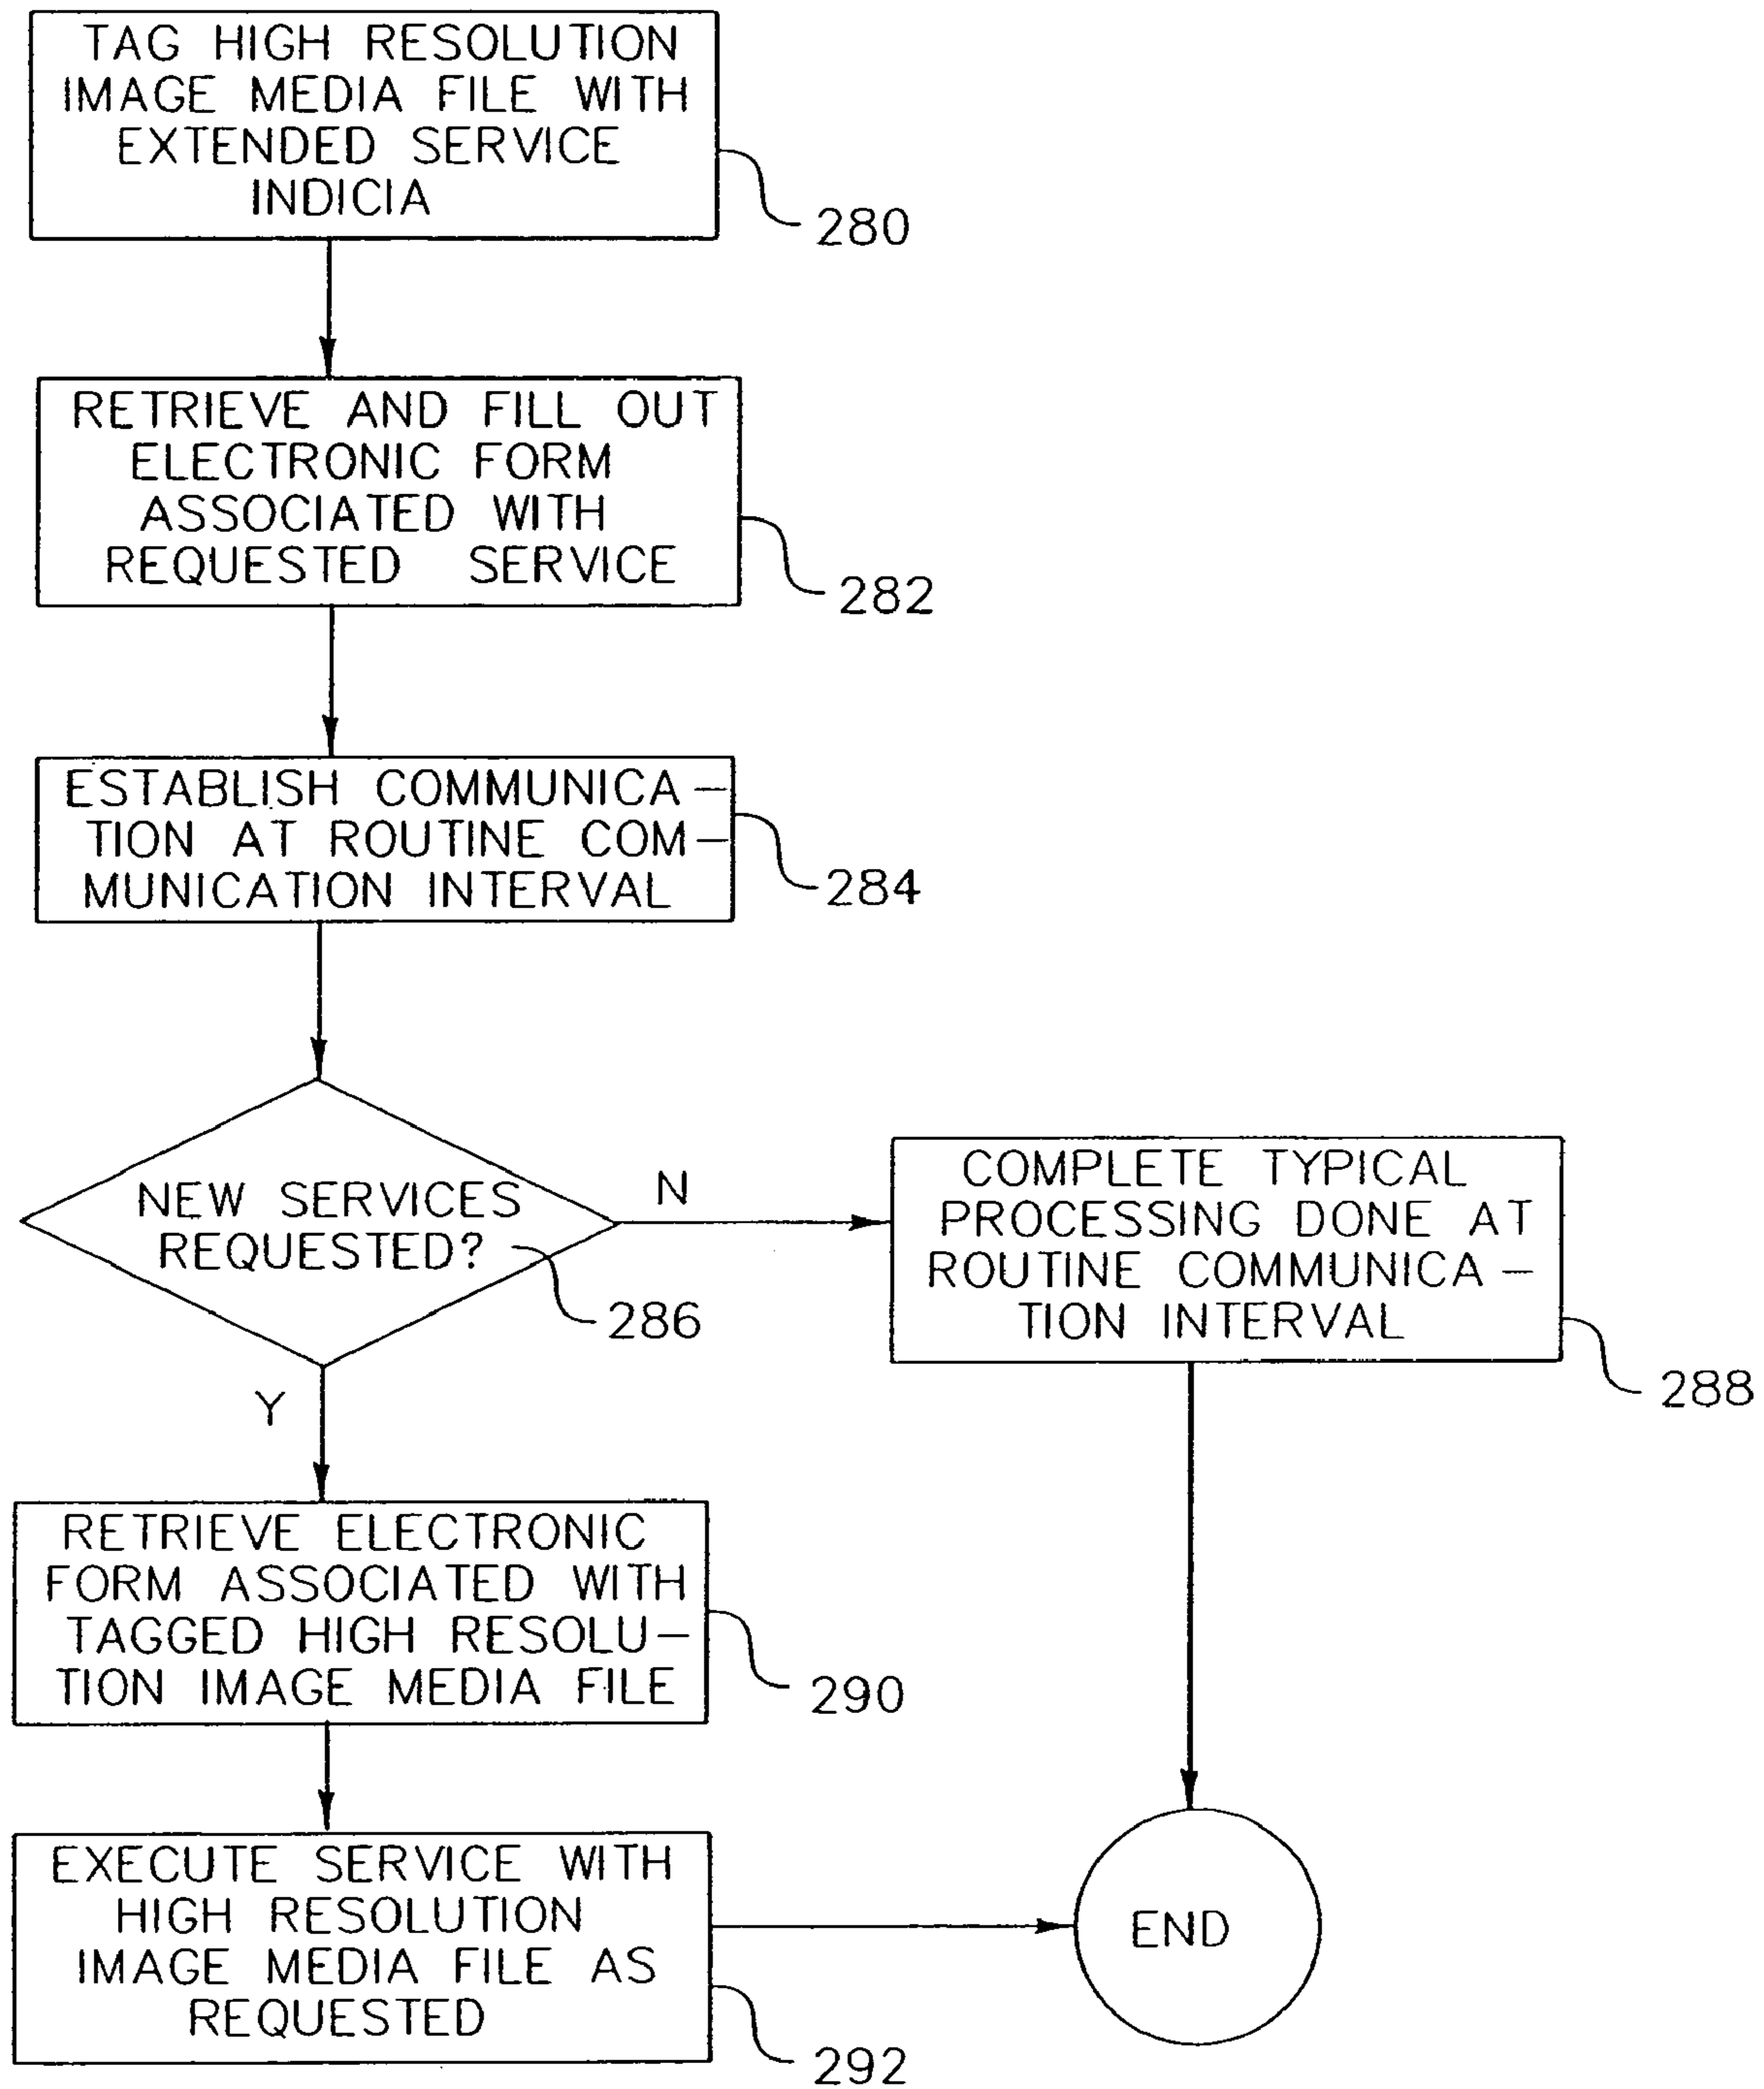 TAG HIGH RESOLUTION
IMAGE MEDIA FILE WITH
EXTENDED SERVICE
INDICIA
280
RETRIEVE AND FILL OUT
ELECTRONIC FORM
ASSOCIATED WITH
REQUESTED SERVICE
282
ESTABLISH COMMUNICA-
TION AT ROUTINE COM-
MUNICATION INTERVAL
284
NEW SERVICES
REQUESTED?
286
N
COMPLETE TYPICAL
PROCESSING DONE AT
ROUTINE COMMUNICA-
TION INTERVAL
288
Y
RETRIEVE ELECTRONIC
FORM ASSOCIATED WITH
TAGGED HIGH RESOLU-
TION IMAGE MEDIA FILE
290
EXECUTE SERVICE WITH
HIGH RESOLUTION
IMAGE MEDIA FILE AS
REQUESTED
292
END